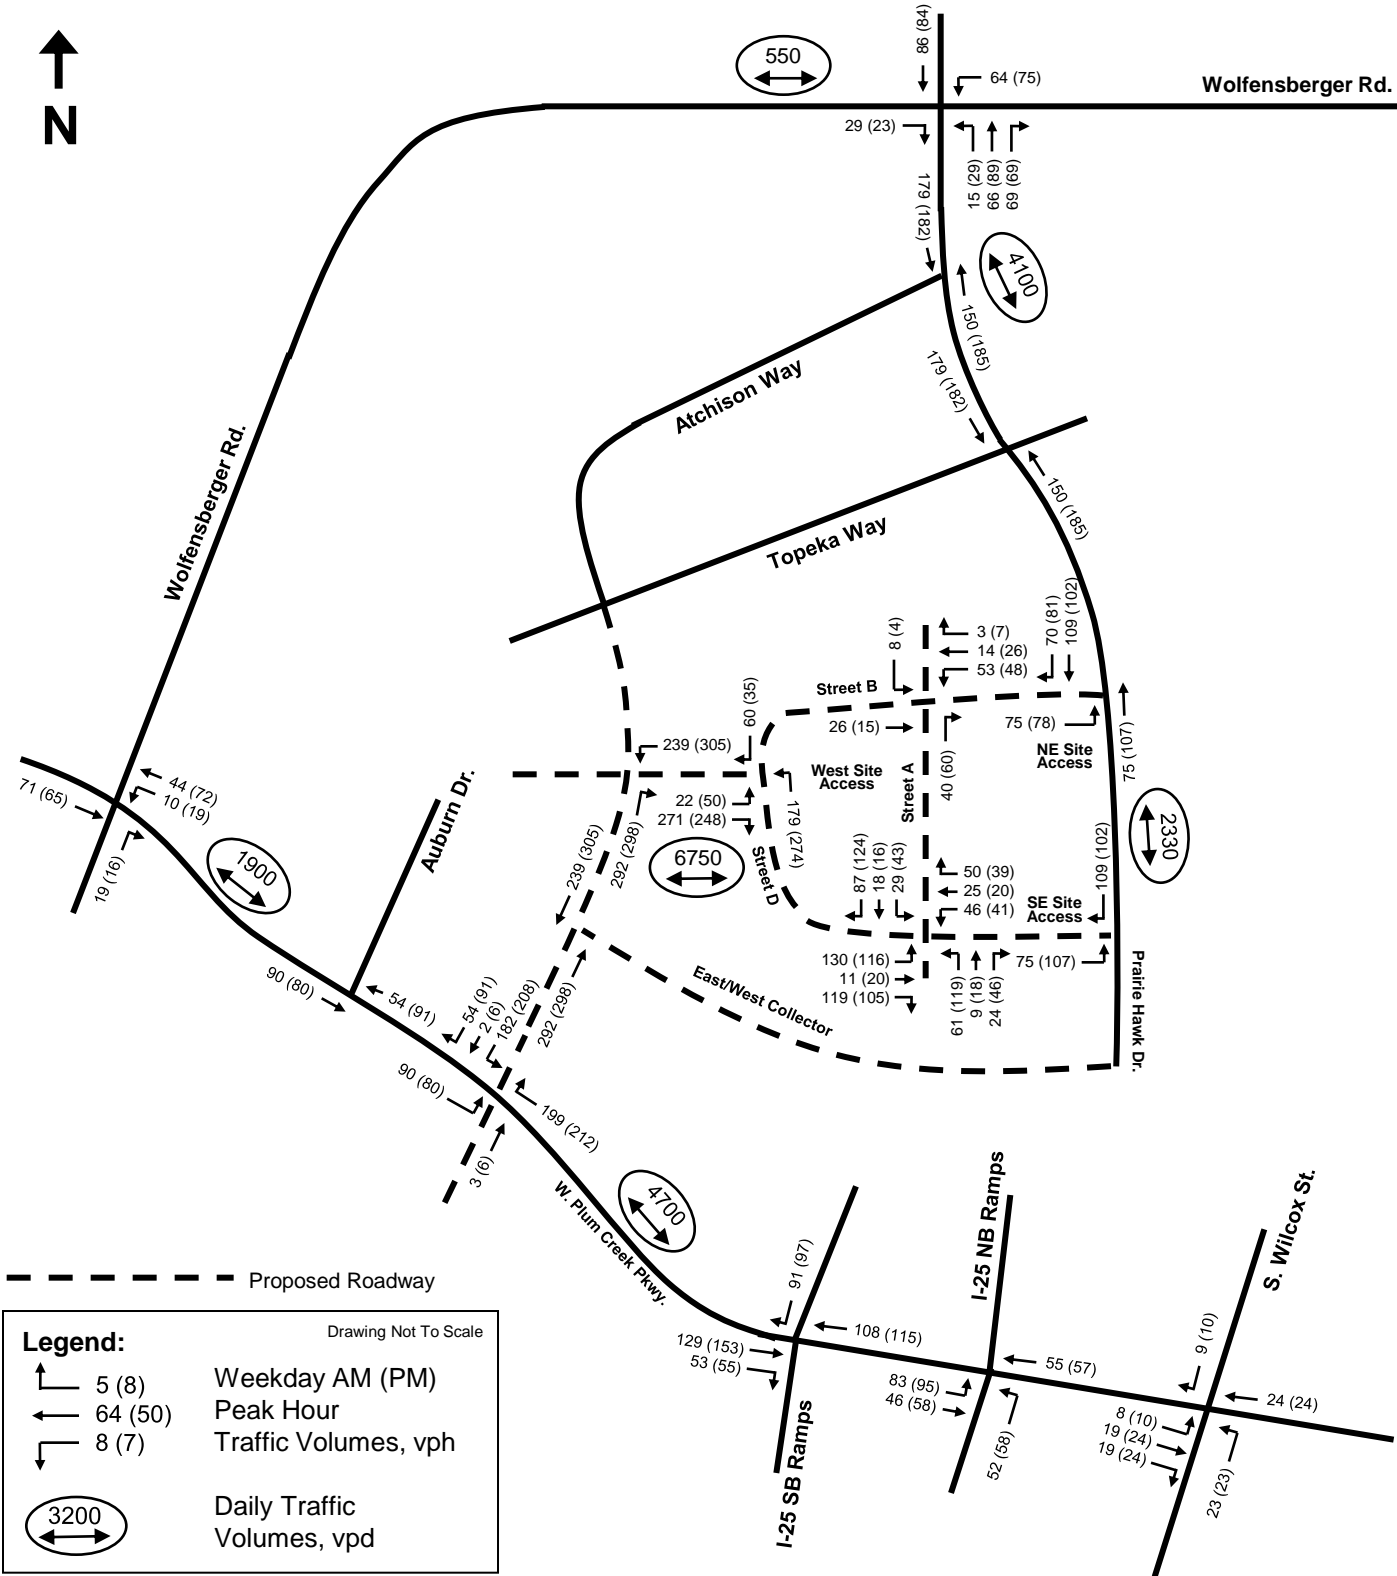 N
550
86 (84)
64 (75)
Wolfensberger Rd.
29 (23)
15 (29)
66 (89)
69 (69)
179 (182)
4100
150 (185)
179 (182)
Atchison Way
Wolfensberger Rd.
Topeka Way
150 (185)
8 (4)
3 (7)
14 (26)
53 (48)
70 (81)
109 (102)
Street B
26 (15)
40 (60)
75 (78)
NE Site
Access
75 (107)
60 (35)
239 (305)
West Site
Access
Street A
22 (50)
271 (248)
179 (274)
71 (65)
44 (72)
10 (19)
19 (16)
1900
Auburn Dr.
239 (305)
292 (298)
6750
Street D
87 (124)
18 (16)
29 (43)
50 (39)
25 (20)
46 (41)
SE Site
Access
109 (102)
2330
130 (116)
11 (20)
119 (105)
61 (119)
9 (18)
24 (46)
75 (107)
Prairie Hawk Dr.
East/West Collector
90 (80)
54 (91)
54 (91)
2 (6)
182 (208)
292 (298)
90 (80)
199 (212)
3 (6)
4700
W. Plum Creek Pkwy.
91 (97)
129 (153)
53 (55)
108 (115)
I-25 SB Ramps
I-25 NB Ramps
83 (95)
46 (58)
55 (57)
52 (58)
S. Wilcox St.
9 (10)
24 (24)
8 (10)
19 (24)
19 (24)
23 (23)
Proposed Roadway
Legend:
Drawing Not To Scale
5 (8)
64 (50)
8 (7)
Weekday AM (PM)
Peak Hour
Traffic Volumes, vph
3200
Daily Traffic
Volumes, vpd